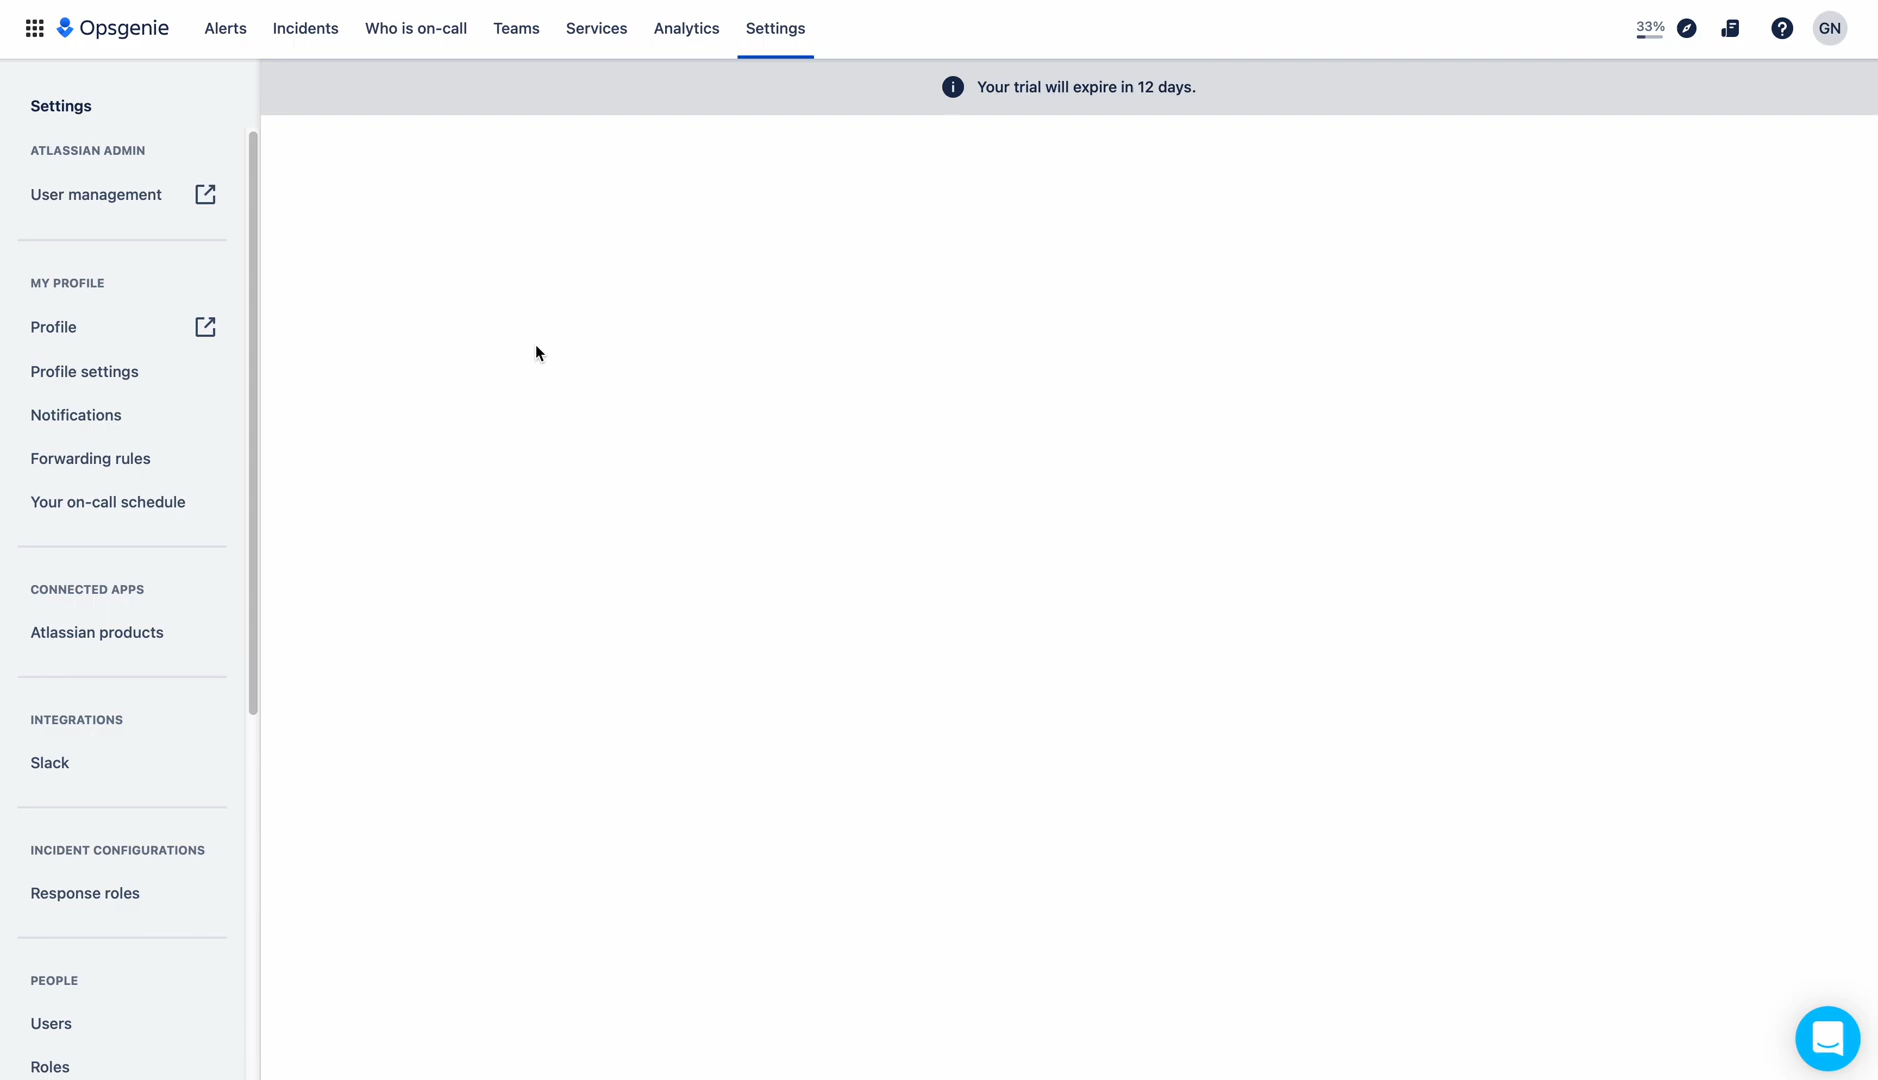 Opsgenie
Alerts
Incidents
Who is on-call
Teams
Services
Analytics
Settings
33%
GN
Your trial will expire in 12 days.
Settings
ATLASSIAN ADMIN
User management
MY PROFILE
Profile
Profile settings
Notifications
Forwarding rules
Your on-call schedule
CONNECTED APPS
Atlassian products
INTEGRATIONS
Slack
INCIDENT CONFIGURATIONS
Response roles
PEOPLE
Users
Roles